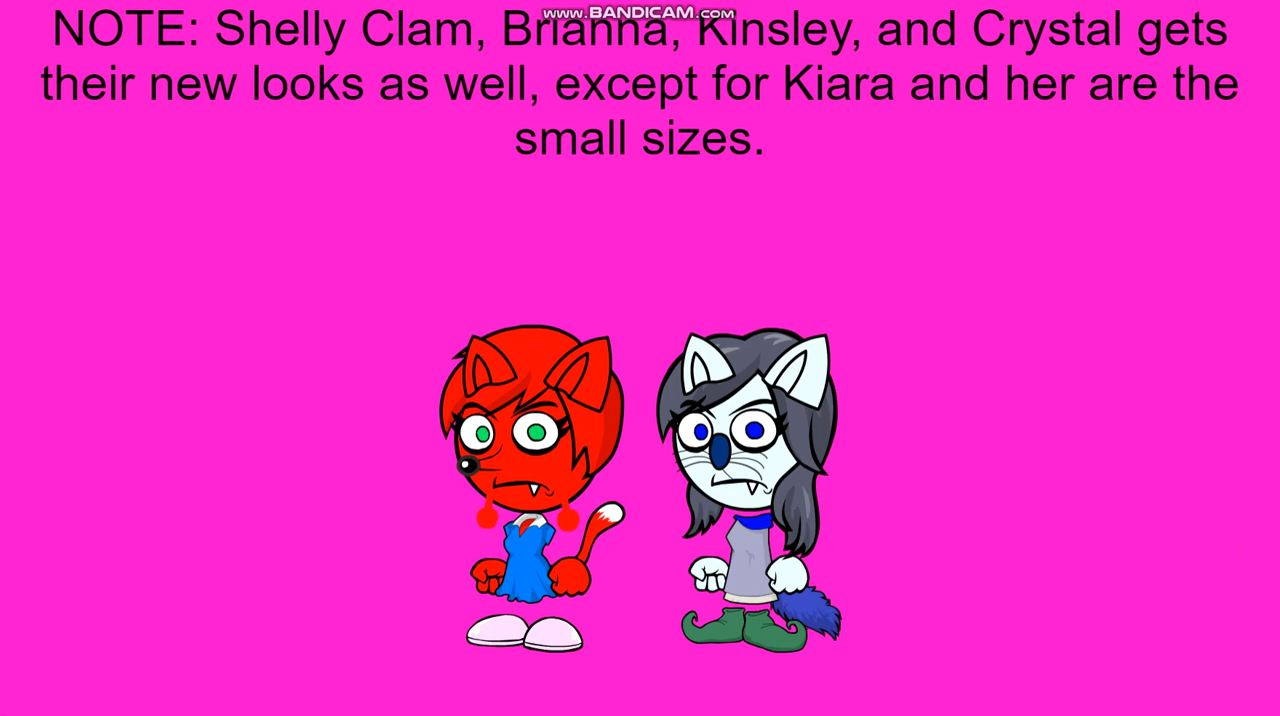 www.BANDICAM.com
NOTE: Shelly Clam, Brianna, Kinsley, and Crystal gets
their new looks as well, except for Kiara and her are the
small sizes.